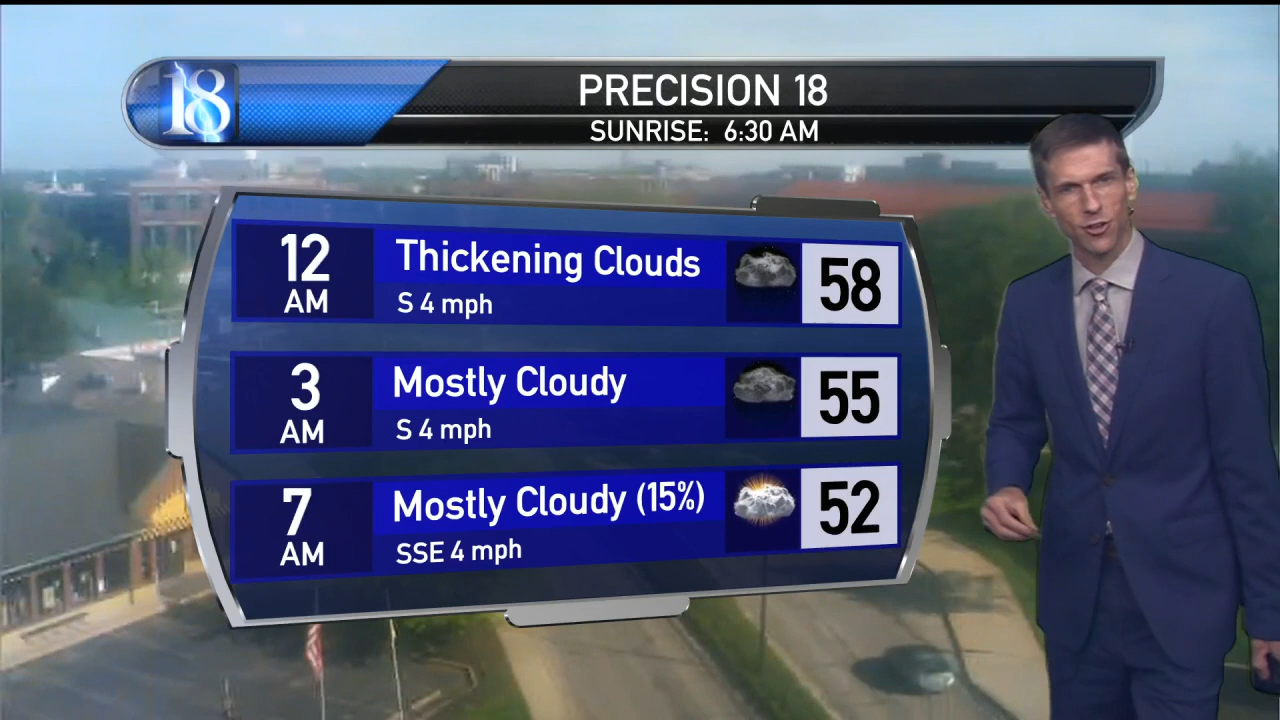 18
PRECISION 18
SUNRISE: 6:30 AM
12
AM
Thickening Clouds
S 4 mph
58
3
AM
Mostly Cloudy
S 4 mph
55
7
AM
Mostly Cloudy (15%)
SSE 4 mph
52